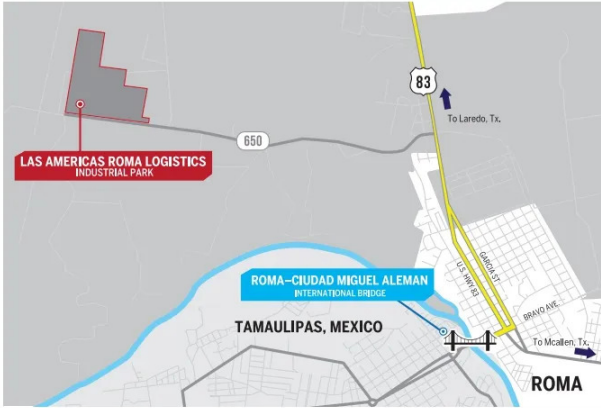 83
To Laredo, Tx.
650
LAS AMERICAS ROMA LOGISTICS
INDUSTRIAL PARK
GARCIA ST
U.S. HWY. 83
ROMA–CIUDAD MIGUEL ALEMAN
INTERNATIONAL BRIDGE
BRAVO AVE.
TAMAULIPAS, MEXICO
To Mcallen, Tx.
ROMA